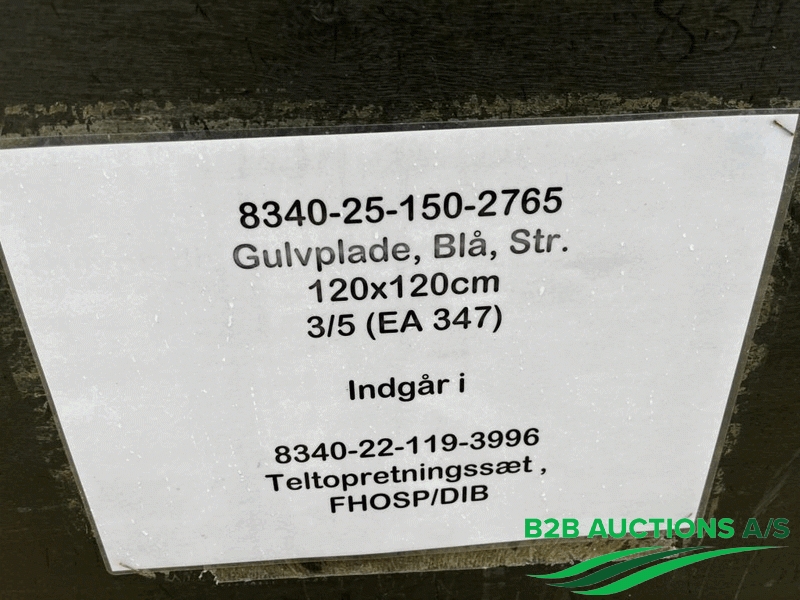 8340-25-150-2765
Gulvplade, Blå, Str.
120x120cm
3/5 (EA 347)
Indgår i
8340-22-119-3996
Teltopretningssæt ,
FHOSP/DIB
B2B AUCTIONS A/S